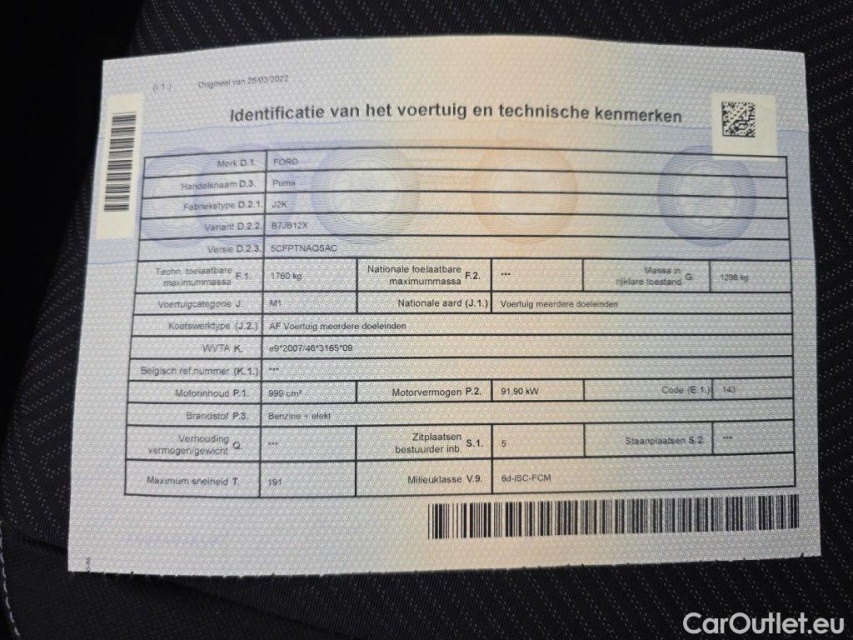 (I.1.) Origineel van 25/03/2022
Identificatie van het voertuig en technische kenmerken
Merk D.1. FORD
Handelsnaam D.3. Puma
Fabriekstype D.2.1. J2K
Variant D.2.2. B7JB12X
Versie D.2.3. 5CFPTNAQSAC
Techn. toelaatbare maximummassa F.1. 1760 kg Nationale toelaatbare maximummassa F.2. *** Massa in rijklare toestand G. 1298 kg
Voertuigcategorie J. M1 Nationale aard (J.1.) Voertuig meerdere doeleinden
Koetswerktype (J.2.) AF Voertuig meerdere doeleinden
WVTA K. e9*2007/46*3165*09
Belgisch ref.nummer (K.1.) ***
Motorinhoud P.1. 999 cm³ Motorvermogen P.2. 91.90 kW Code (E.1.) 143
Brandstof P.3. Benzine + elekt
Verhouding vermogen/gewicht Q. *** Zitplaatsen bestuurder inb. S.1. 5 Staanplaatsen S.2. ***
Maximum snelheid T. 191 Milieuklasse V.9. 6d-ISC-FCM
CarOutlet.eu